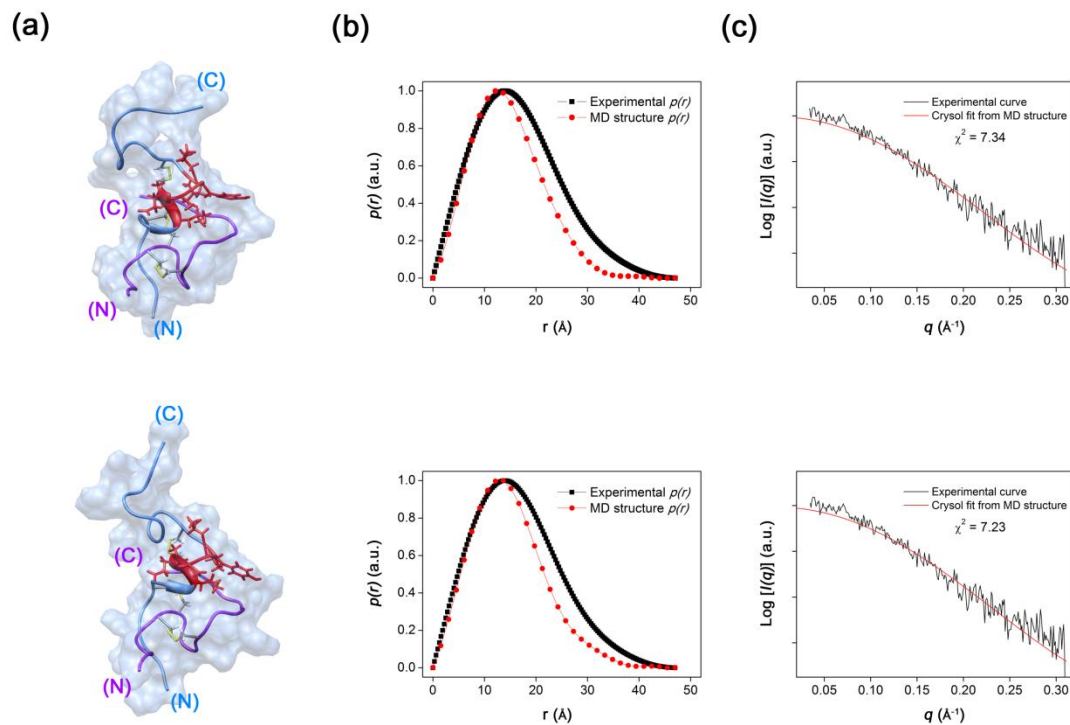 (a)
(b)
(c)
(C)
(C)
(N)
(N)
1.0
0.8
0.6
0.4
0.2
0.0
p(r) (a.u.)
Experimental p(r)
MD structure p(r)
0 10 20 30 40 50
r (Å)
Log [I(q)] (a.u.)
Experimental curve
Crysol fit from MD structure
χ² = 7.34
0.05 0.10 0.15 0.20 0.25 0.30
q (Å⁻¹)
(C)
(C)
(N)
(N)
1.0
0.8
0.6
0.4
0.2
0.0
p(r) (a.u.)
Experimental p(r)
MD structure p(r)
0 10 20 30 40 50
r (Å)
Log [I(q)] (a.u.)
Experimental curve
Crysol fit from MD structure
χ² = 7.23
0.05 0.10 0.15 0.20 0.25 0.30
q (Å⁻¹)